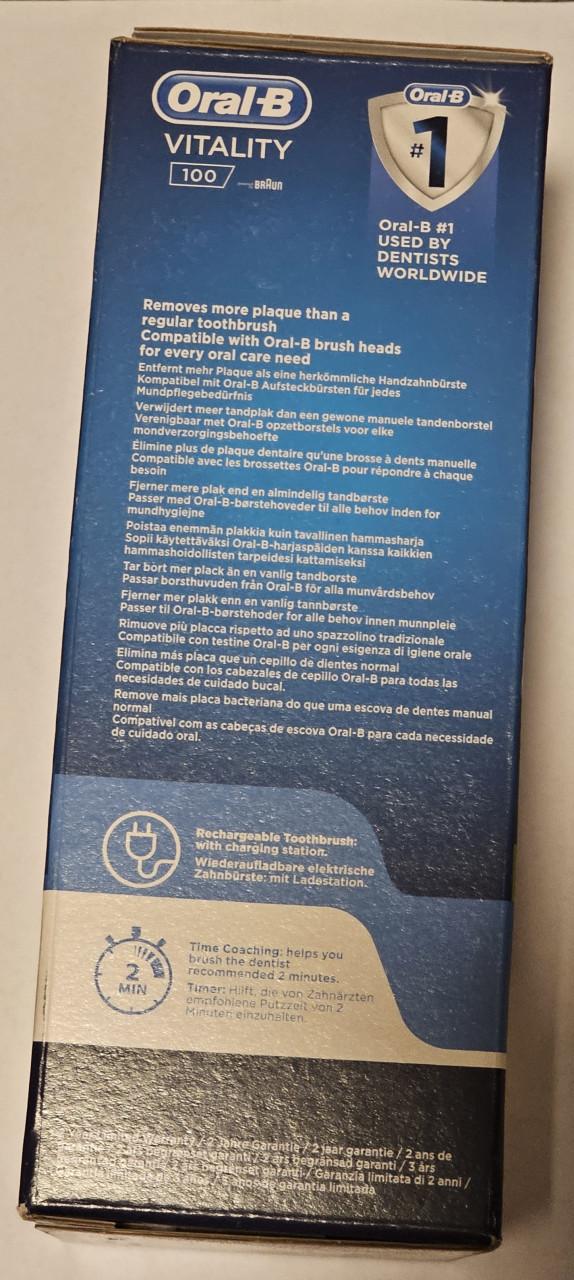 Oral-B
VITALITY
100
BRAUN
Oral-B
#1
Oral-B #1
USED BY
DENTISTS
WORLDWIDE
Removes more plaque than a
regular toothbrush
Compatible with Oral-B brush heads
for every oral care need
Entfernt mehr Plaque als eine herkömmliche Handzahnbürste
Kompatibel mit Oral-B Aufsteckbürsten für jedes
Mundpflegebedürfnis
Verwijdert meer tandplak dan een gewone manuele tandenborstel
Verenigbaar met Oral-B opzetborstels voor elke
mondverzorgingsbehoefte
Élimine plus de plaque dentaire qu'une brosse à dents manuelle
Compatible avec les brossettes Oral-B pour répondre à chaque
besoin
Fjerner mere plak end en almindelig tandbørste
Passer med Oral-B-børstehoveder til alle behov inden for
mundhygiejne
Poistaa enemmän plakkia kuin tavallinen hammasharja
Sopii käytettäväksi Oral-B-harjaspäiden kanssa kaikkien
hammashoidollisten tarpeidesi kattamiseksi
Tar bort mer plack än en vanlig tandborste
Passar borsthuvuden från Oral-B för alla munvårdsbehov
Fjerner mer plakk enn en vanlig tannbørste
Passer til Oral-B-børstehoder for alle behov innen munnpleie
Rimuove più placca rispetto ad uno spazzolino tradizionale
Compatibile con testine Oral-B per ogni esigenza di igiene orale
Elimina más placa que un cepillo de dientes normal
Compatible con los cabezales de cepillo Oral-B para todas las
necesidades de cuidado bucal.
Remove mais placa bacteriana do que uma escova de dentes manual
normal
Compatível com as cabeças de escova Oral-B para cada necessidade
de cuidado oral.
Rechargeable Toothbrush:
with charging station.
Wiederaufladbare elektrische
Zahnbürste: mit Ladestation.
2
MIN
Time Coaching: helps you
brush the dentist
recommended 2 minutes.
Timer: Hilft, die von Zahnärzten
empfohlene Putzzeit von 2
Minuten einzuhalten.
Warranty / 2 Jahre Garantie / 2 jaar garantie / 2 ans de
års begrænset garanti / 2 års begränsad garanti / 3 års
begrenset garanti / Garanzia limitata di 2 anni /
años / 3 anos de garantia limitada